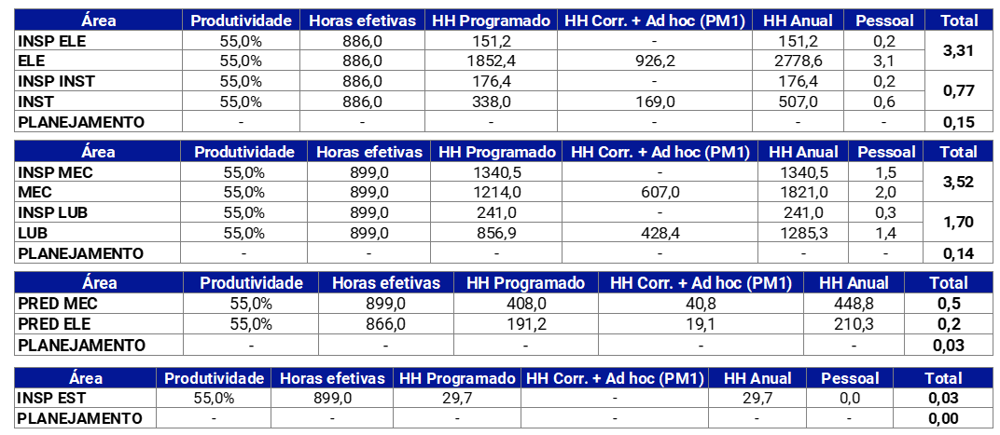 Área Produtividade Horas efetivas HH Programado HH Corr. + Ad hoc (PM1) HH Anual Pessoal Total
INSP ELE 55,0% 886,0 151,2 - 151,2 0,2 3,31
ELE 55,0% 886,0 1852,4 926,2 2778,6 3,1
INSP INST 55,0% 886,0 176,4 - 176,4 0,2 0,77
INST 55,0% 886,0 338,0 169,0 507,0 0,6
PLANEJAMENTO - - - - - - 0,15
Área Produtividade Horas efetivas HH Programado HH Corr. + Ad hoc (PM1) HH Anual Pessoal Total
INSP MEC 55,0% 899,0 1340,5 - 1340,5 1,5 3,52
MEC 55,0% 899,0 1214,0 607,0 1821,0 2,0
INSP LUB 55,0% 899,0 241,0 - 241,0 0,3 1,70
LUB 55,0% 899,0 856,9 428,4 1285,3 1,4
PLANEJAMENTO - - - - - - 0,14
Área Produtividade Horas efetivas HH Programado HH Corr. + Ad hoc (PM1) HH Anual Total
PRED MEC 55,0% 899,0 408,0 40,8 448,8 0,5
PRED ELE 55,0% 866,0 191,2 19,1 210,3 0,2
PLANEJAMENTO - - - - - 0,03
Área Produtividade Horas efetivas HH Programado HH Corr. + Ad hoc (PM1) HH Anual Pessoal Total
INSP EST 55,0% 899,0 29,7 - 29,7 0,0 0,03
PLANEJAMENTO - - - - - - 0,00